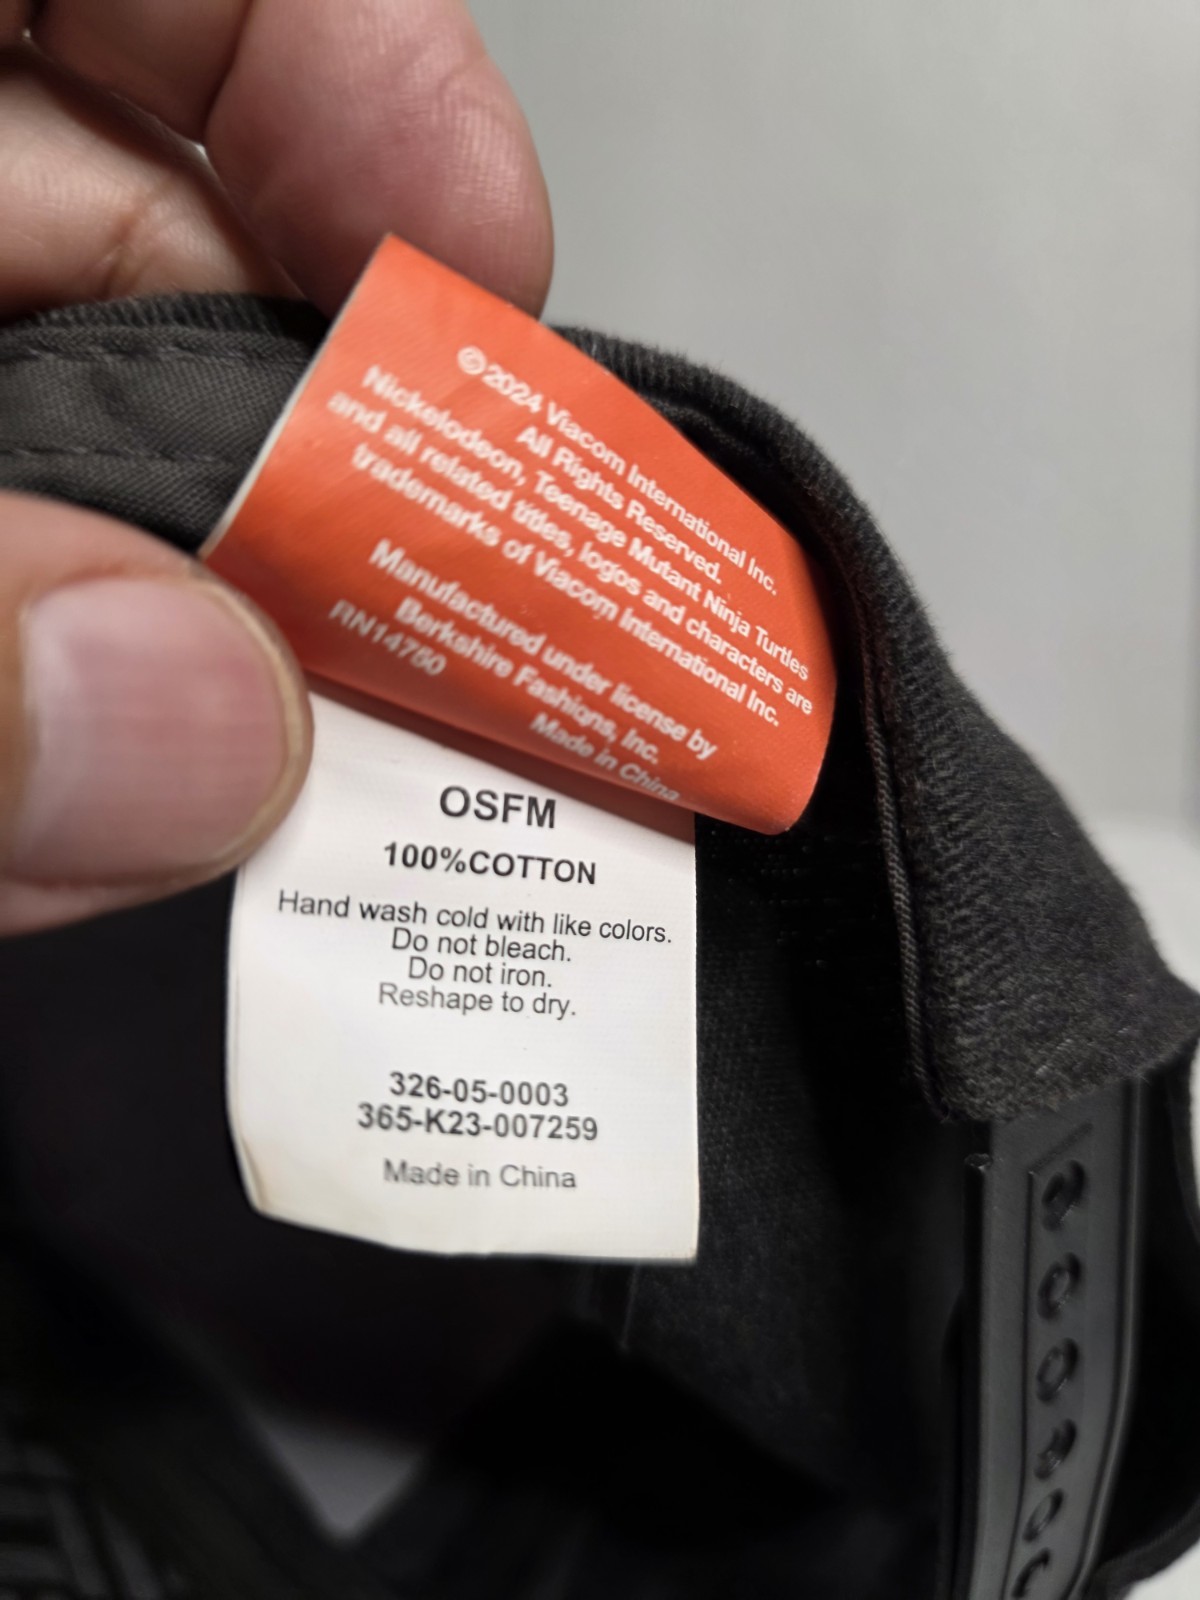 ©2024 Viacom International Inc.
All Rights Reserved.
Nickelodeon, Teenage Mutant Ninja Turtles
and all related titles, logos and characters are
trademarks of Viacom International Inc.
Manufactured under license by
Berkshire Fashions, Inc.
RN14750
Made in China
OSFM
100%COTTON
Hand wash cold with like colors.
Do not bleach.
Do not iron.
Reshape to dry.
326-05-0003
365-K23-007259
Made in China